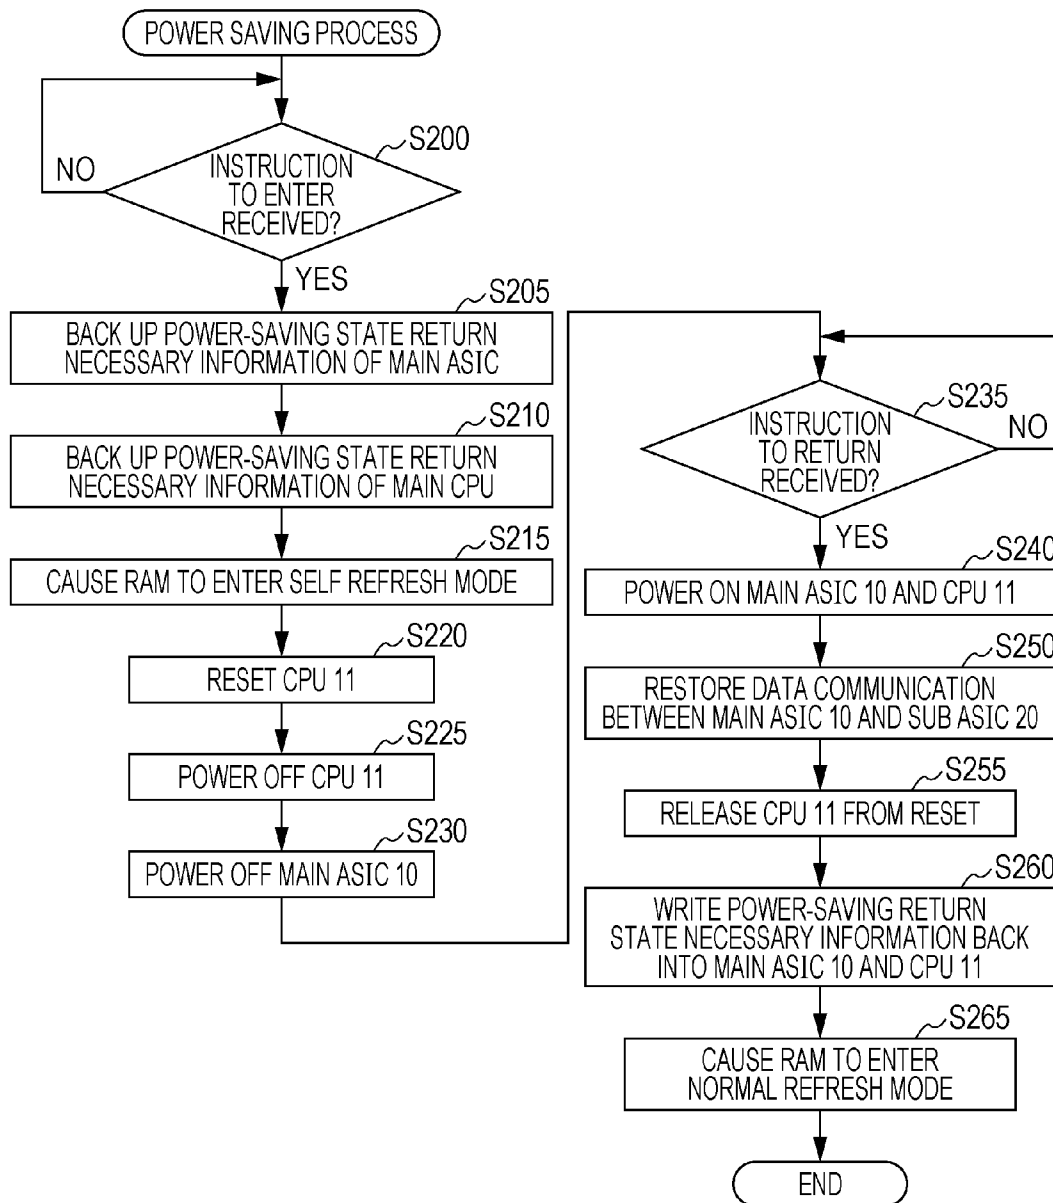 POWER SAVING PROCESS
S200
INSTRUCTION
TO ENTER
RECEIVED?
NO
YES
S205
BACK UP POWER-SAVING STATE RETURN
NECESSARY INFORMATION OF MAIN ASIC
S210
BACK UP POWER-SAVING STATE RETURN
NECESSARY INFORMATION OF MAIN CPU
S215
CAUSE RAM TO ENTER SELF REFRESH MODE
S220
RESET CPU 11
S225
POWER OFF CPU 11
S230
POWER OFF MAIN ASIC 10
S235
INSTRUCTION
TO RETURN
RECEIVED?
NO
YES
S240
POWER ON MAIN ASIC 10 AND CPU 11
S250
RESTORE DATA COMMUNICATION
BETWEEN MAIN ASIC 10 AND SUB ASIC 20
S255
RELEASE CPU 11 FROM RESET
S260
WRITE POWER-SAVING RETURN
STATE NECESSARY INFORMATION BACK
INTO MAIN ASIC 10 AND CPU 11
S265
CAUSE RAM TO ENTER
NORMAL REFRESH MODE
END